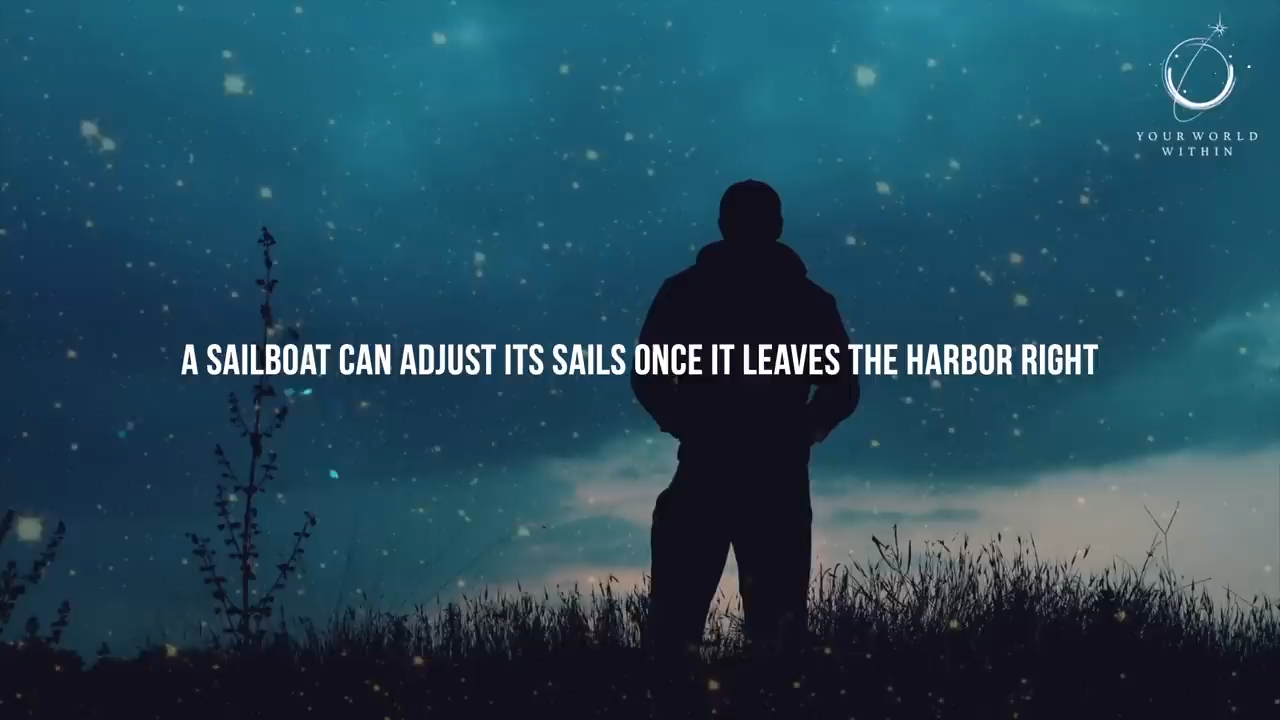 YOUR WORLD
WITHIN
A SAILBOAT CAN ADJUST ITS SAILS ONCE IT LEAVES THE HARBOR RIGHT